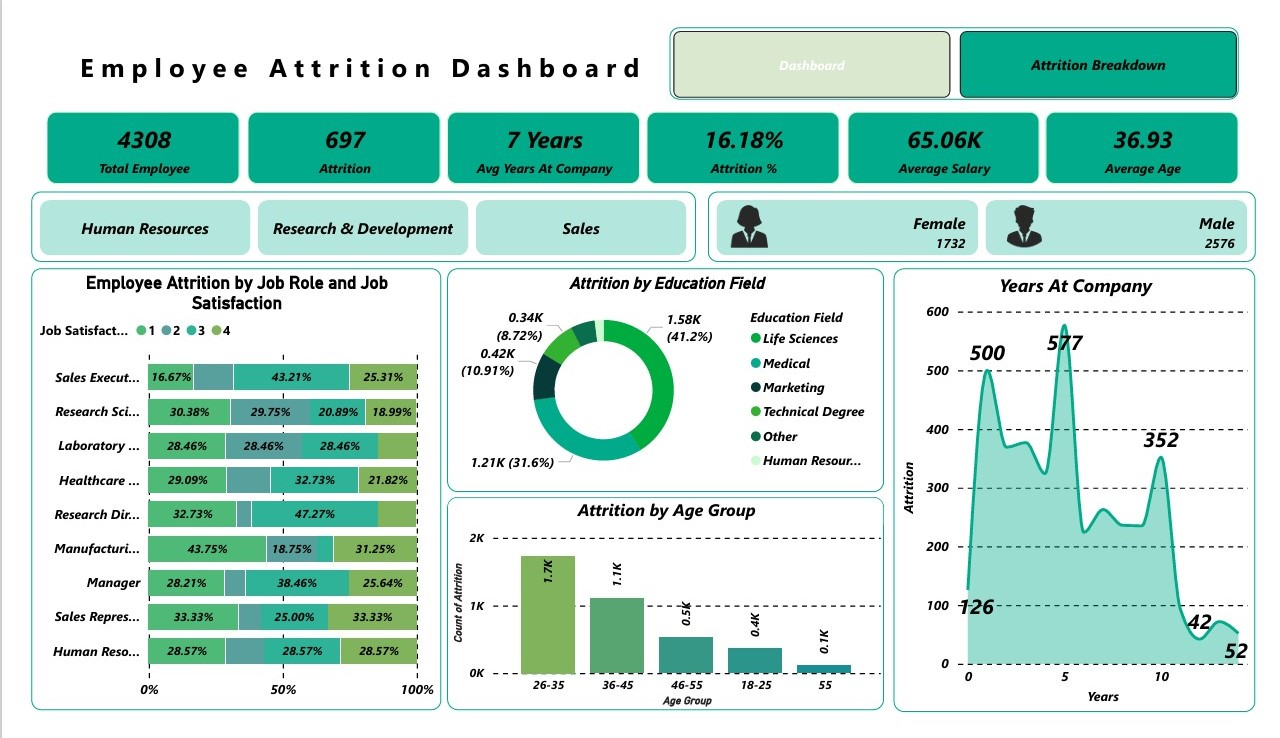 Employee Attrition Dashboard
Dashboard
Attrition Breakdown
4308
Total Employee
697
Attrition
7 Years
Avg Years At Company
16.18%
Attrition %
65.06K
Average Salary
36.93
Average Age
Human Resources
Research & Development
Sales
Female
1732
Male
2576
Employee Attrition by Job Role and Job
Satisfaction
Job Satisfact... 1 2 3 4
Sales Execut... 16.67% 43.21% 25.31%
Research Sci... 30.38% 29.75% 20.89% 18.99%
Laboratory ... 28.46% 28.46% 28.46%
Healthcare ... 29.09% 32.73% 21.82%
Research Dir... 32.73% 47.27%
Manufacturi... 43.75% 18.75% 31.25%
Manager 28.21% 38.46% 25.64%
Sales Repres... 33.33% 25.00% 33.33%
Human Reso... 28.57% 28.57% 28.57%
0% 50% 100%
Attrition by Education Field
0.34K
(8.72%)
0.42K
(10.91%)
1.21K (31.6%)
1.58K
(41.2%)
Education Field
Life Sciences
Medical
Marketing
Technical Degree
Other
Human Resour...
Attrition by Age Group
Count of Attrition
2K
1K
0K
1.7K
1.1K
0.5K
0.4K
0.1K
26-35 36-45 46-55 18-25 55
Age Group
Years At Company
Attrition
600
500
400
300
200
100
0
126
500
577
352
42
52
0 5 10
Years